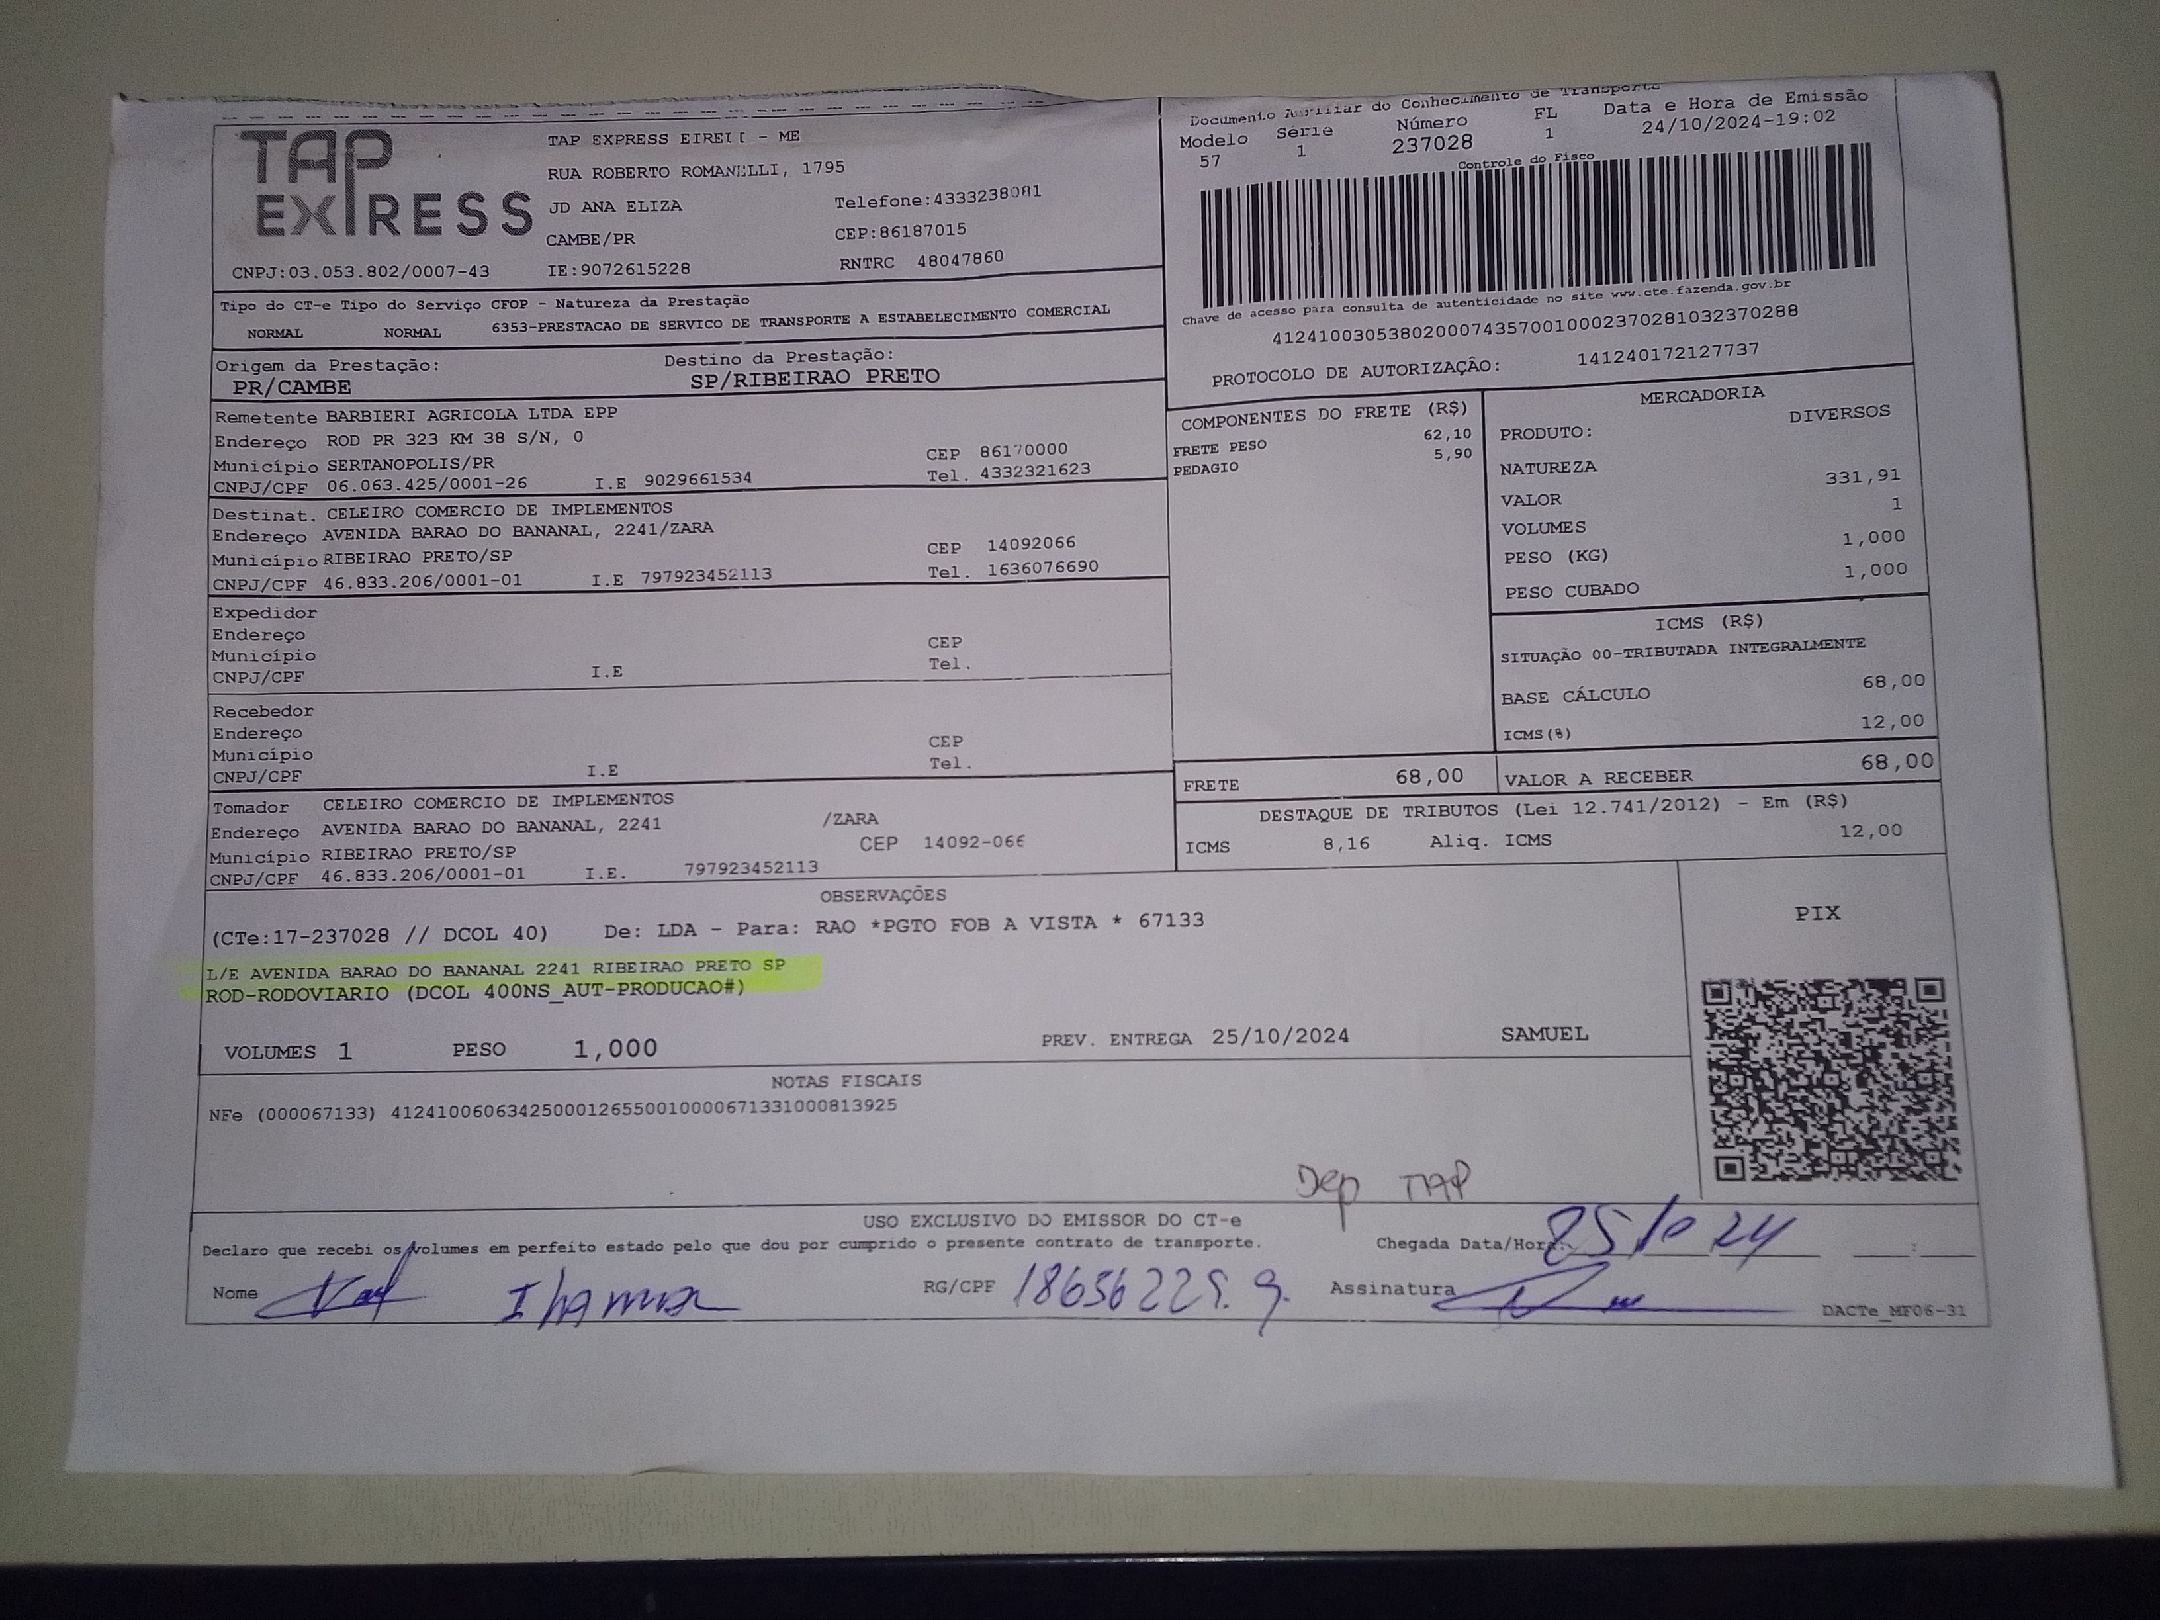 TAP
EXPRESS
TAP EXPRESS EIRELI - ME
RUA ROBERTO ROMANELLI, 1795
JD ANA ELIZA Telefone:4333238081
CAMBE/PR CEP:86187015
CNPJ:03.053.802/0007-43 IE:9072615228 RNTRC 48047860
Documento Auxiliar do Conhecimento de Transporte
Modelo Série Número FL Data e Hora de Emissão
57 1 237028 1 24/10/2024-19:02
Controle do Fisco
Chave de acesso para consulta de autenticidade no site www.cte.fazenda.gov.br
41241003053802000743570010002370281032370288
PROTOCOLO DE AUTORIZAÇÃO: 141240172127737
Tipo do CT-e Tipo do Serviço CFOP - Natureza da Prestação
NORMAL NORMAL 6353-PRESTACAO DE SERVICO DE TRANSPORTE A ESTABELECIMENTO COMERCIAL
Origem da Prestação: Destino da Prestação:
PR/CAMBE SP/RIBEIRAO PRETO
Remetente BARBIERI AGRICOLA LTDA EPP
Endereço ROD PR 323 KM 38 S/N, 0
Município SERTANOPOLIS/PR CEP 86170000
CNPJ/CPF 06.063.425/0001-26 I.E 9029661534 Tel. 4332321623
Destinat. CELEIRO COMERCIO DE IMPLEMENTOS
Endereço AVENIDA BARAO DO BANANAL, 2241/ZARA
Município RIBEIRAO PRETO/SP CEP 14092066
CNPJ/CPF 46.833.206/0001-01 I.E 797923452113 Tel. 1636076690
Expedidor
Endereço
Município CEP
CNPJ/CPF I.E Tel.
Recebedor
Endereço
Município CEP
CNPJ/CPF I.E Tel.
Tomador CELEIRO COMERCIO DE IMPLEMENTOS
Endereço AVENIDA BARAO DO BANANAL, 2241 /ZARA
Município RIBEIRAO PRETO/SP CEP 14092-066
CNPJ/CPF 46.833.206/0001-01 I.E. 797923452113
COMPONENTES DO FRETE (R$)
FRETE PESO 62,10
PEDAGIO 5,90
MERCADORIA
PRODUTO: DIVERSOS
NATUREZA
VALOR 331,91
VOLUMES 1
PESO (KG) 1,000
PESO CUBADO 1,000
ICMS (R$)
SITUAÇÃO 00-TRIBUTADA INTEGRALMENTE
BASE CÁLCULO 68,00
ICMS(%) 12,00
FRETE 68,00 VALOR A RECEBER 68,00
DESTAQUE DE TRIBUTOS (Lei 12.741/2012) - Em (R$)
ICMS 8,16 Aliq. ICMS 12,00
OBSERVAÇÕES
(CTe:17-237028 // DCOL 40) De: LDA - Para: RAO *PGTO FOB A VISTA * 67133
L/E AVENIDA BARAO DO BANANAL 2241 RIBEIRAO PRETO SP
ROD-RODOVIARIO (DCOL 400NS_AUT-PRODUCAO#)
VOLUMES 1 PESO 1,000 PREV. ENTREGA 25/10/2024 SAMUEL
PIX
NOTAS FISCAIS
NFe (000067133) 41241006063425000126550010000671331000813925
Dep TAP
USO EXCLUSIVO DO EMISSOR DO CT-e
Declaro que recebi os volumes em perfeito estado pelo que dou por cumprido o presente contrato de transporte. Chegada Data/Hora: 25/10 24
Nome RG/CPF 18656225.9. Assinatura
DACTe_MF06-31